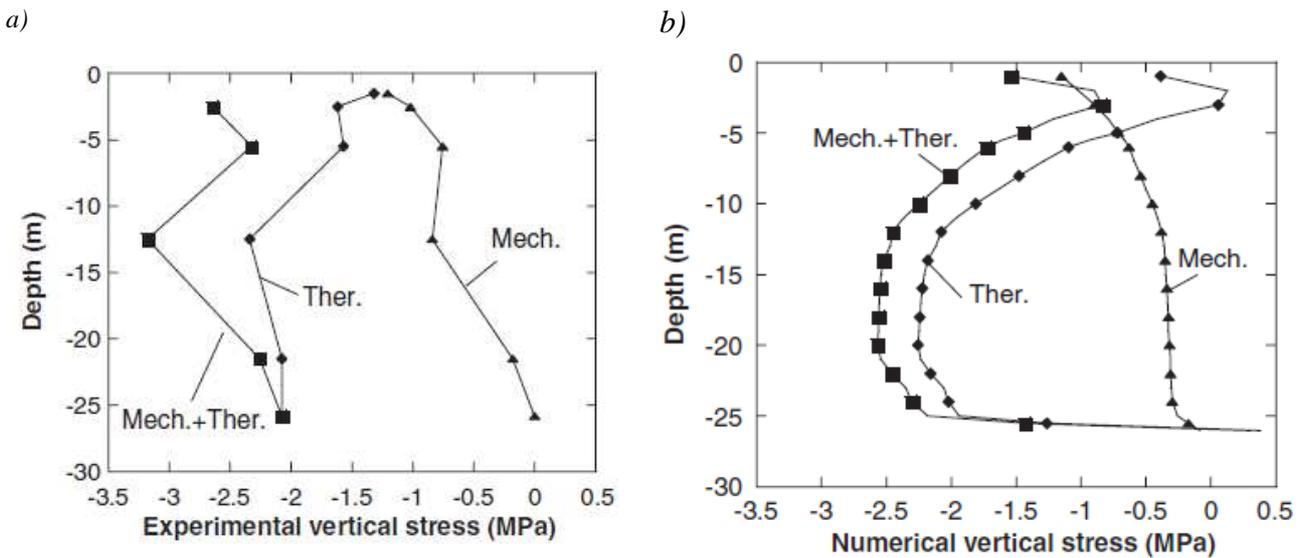 a)
0
-5
-10
-15
-20
-25
-30
Depth (m)
Mech.
Ther.
Mech.+Ther.
-3.5 -3 -2.5 -2 -1.5 -1 -0.5 0 0.5
Experimental vertical stress (MPa)
b)
0
-5
-10
-15
-20
-25
-30
Depth (m)
Mech.+Ther.
Mech.
Ther.
-3.5 -3 -2.5 -2 -1.5 -1 -0.5 0 0.5
Numerical vertical stress (MPa)